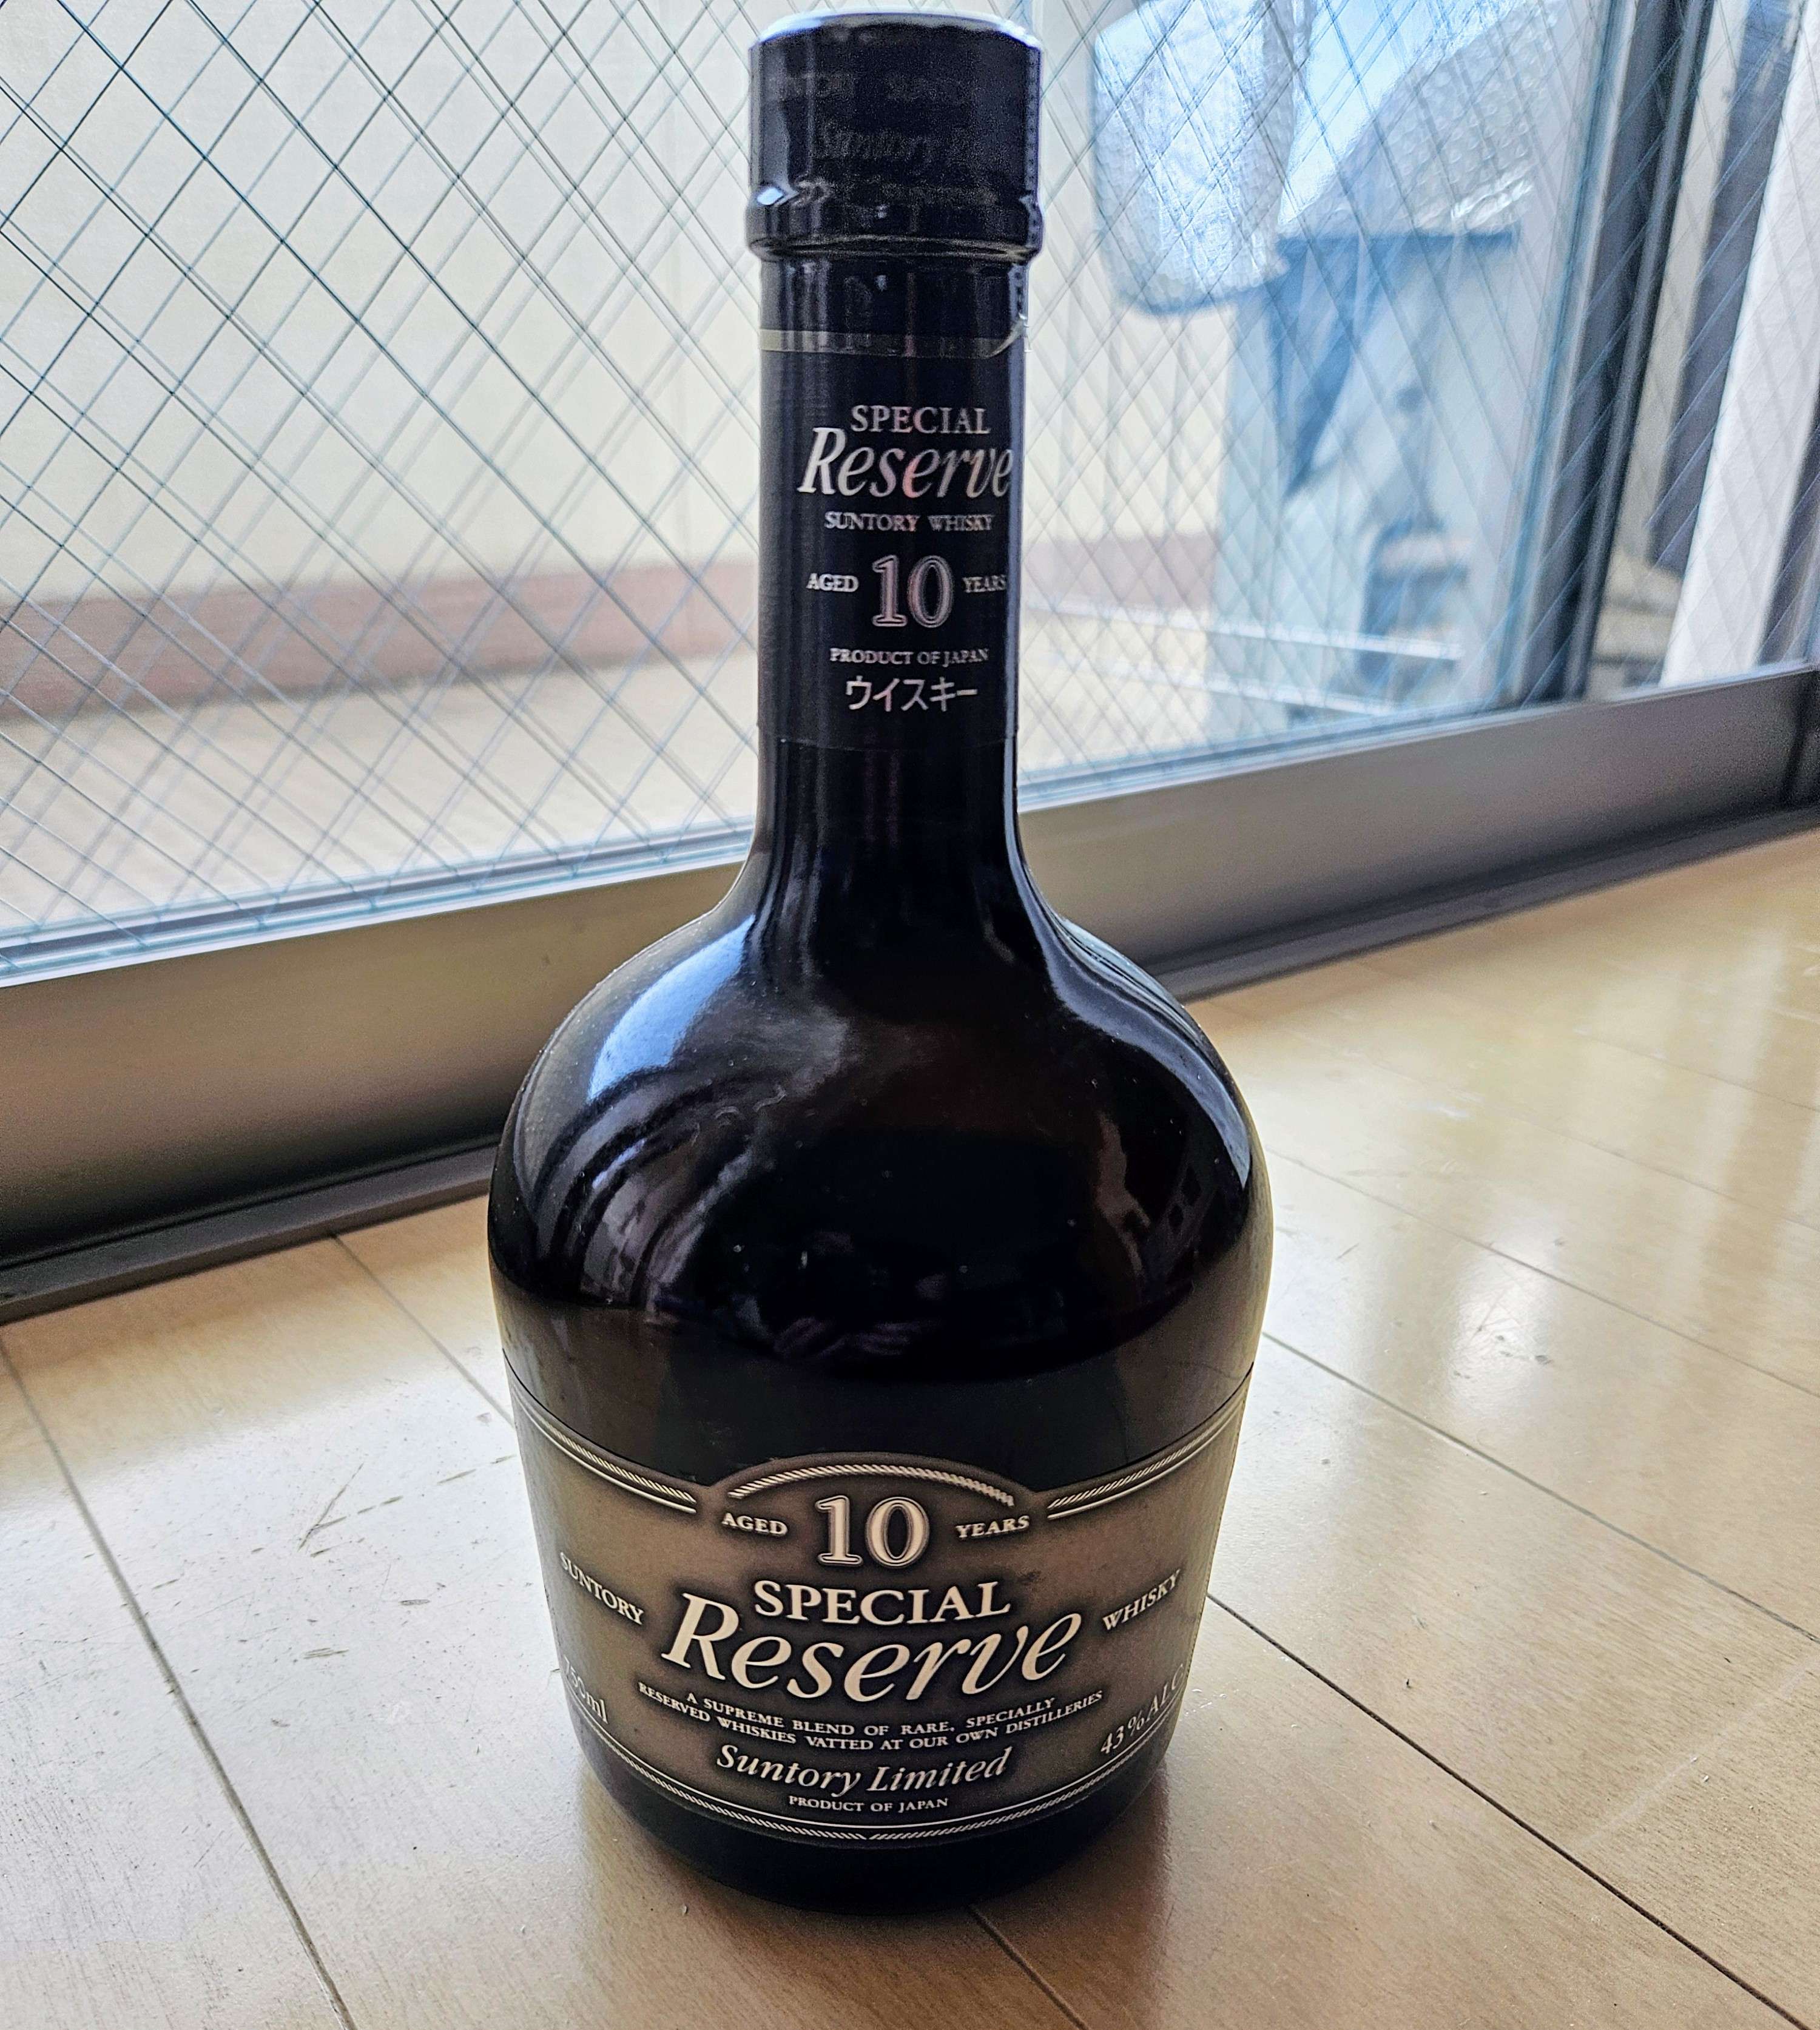 SPECIAL
Reserve
SUNTORY WHISKY
AGED 10 YEARS
PRODUCT OF JAPAN
ウイスキー
AGED 10 YEARS
SPECIAL
SUNTORY Reserve WHISKY
A SUPREME BLEND OF RARE, SPECIALLY
RESERVED WHISKIES VATTED AT OUR OWN DISTILLERIES
43%
Suntory Limited
PRODUCT OF JAPAN